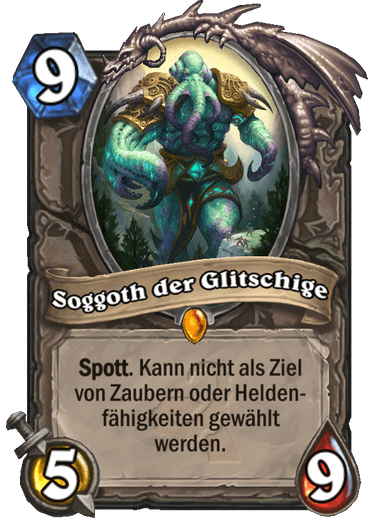 9
Soggoth der Glitschige
Spott. Kann nicht als Ziel
von Zaubern oder Helden-
fähigkeiten gewählt
werden.
5
9